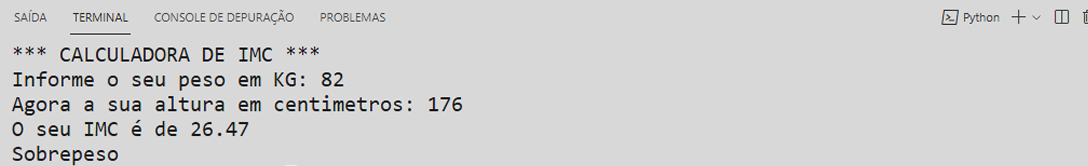 SAÍDA TERMINAL CONSOLE DE DEPURAÇÃO PROBLEMAS Python
*** CALCULADORA DE IMC ***
Informe o seu peso em KG: 82
Agora a sua altura em centimetros: 176
O seu IMC é de 26.47
Sobrepeso